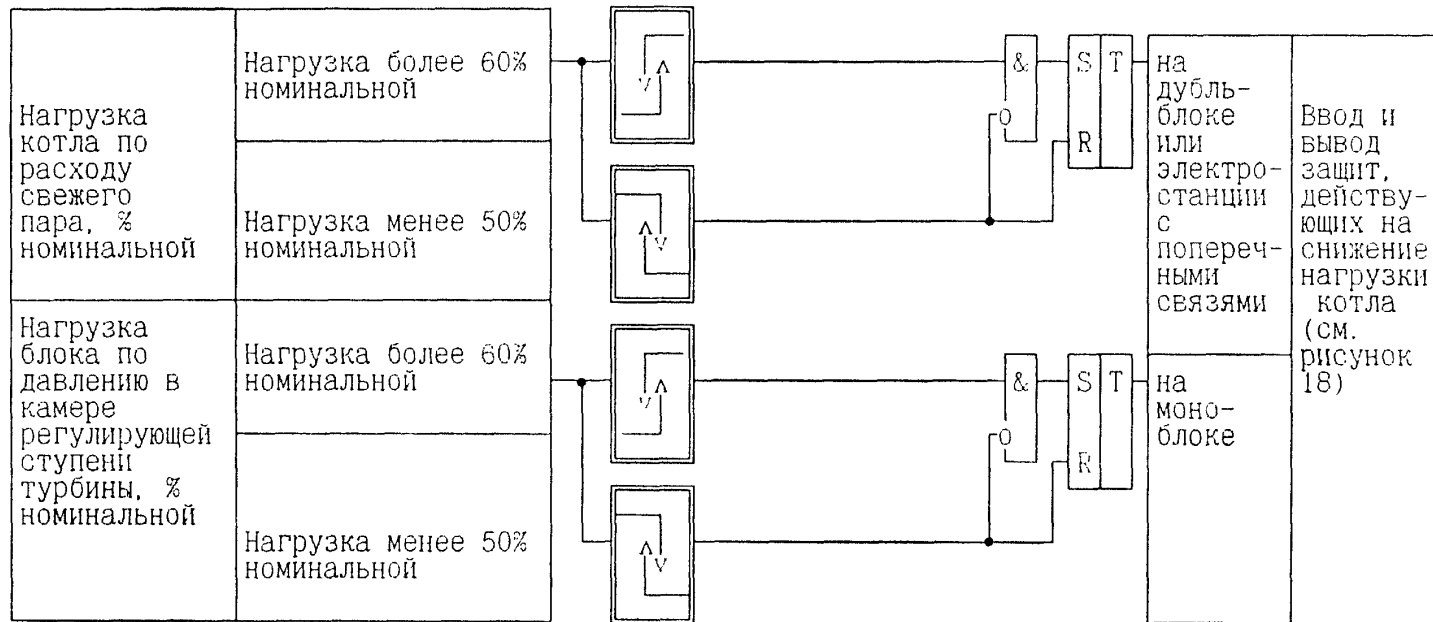 Нагрузка
котла по
расходу
свежего
пара, %
номинальной
Нагрузка более 60%
номинальной
Нагрузка менее 50%
номинальной
Нагрузка
блока по
давлению в
камере
регулирующей
ступени
турбины, %
номинальной
Нагрузка более 60%
номинальной
Нагрузка менее 50%
номинальной
&
S T
R
&
S T
R
на
дубль-
блоке
или
электро-
станции
с
попереч-
ными
связями
на
моно-
блоке
Ввод и
вывод
защит,
действу-
ющих на
снижение
нагрузки
котла
(см.
рисунок
18)